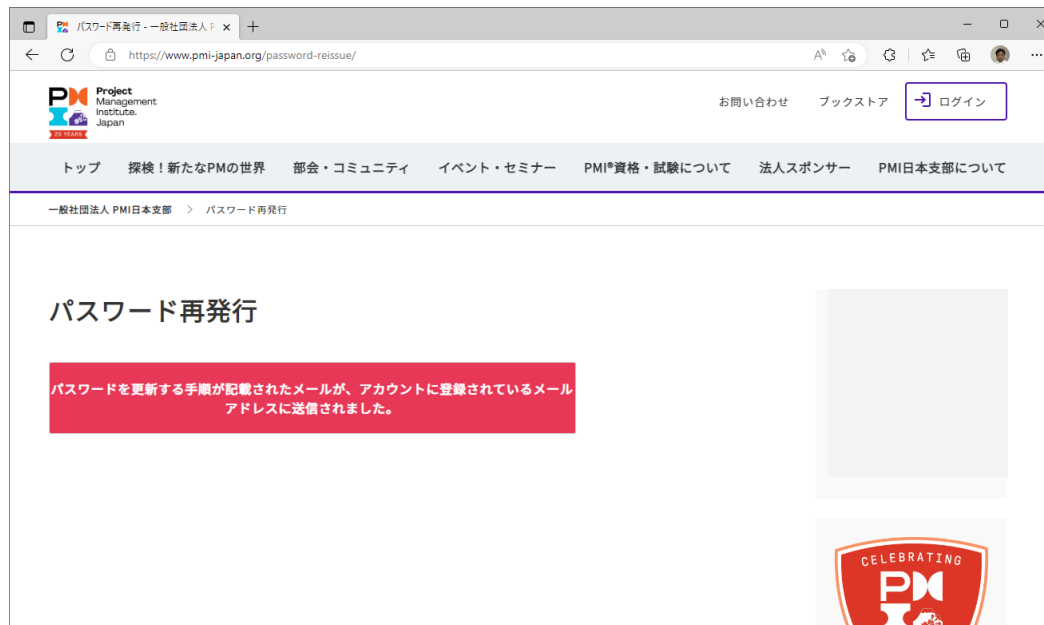 パスワード再発行 - 一般社団法人 P
https://www.pmi-japan.org/password-reissue/
Project
Management
Institute.
Japan
25 YEARS
お問い合わせ
ブックストア
ログイン
トップ
探検！新たなPMの世界
部会・コミュニティ
イベント・セミナー
PMI®資格・試験について
法人スポンサー
PMI日本支部について
一般社団法人 PMI日本支部 > パスワード再発行
パスワード再発行
パスワードを更新する手順が記載されたメールが、アカウントに登録されているメール
アドレスに送信されました。
CELEBRATING
PM